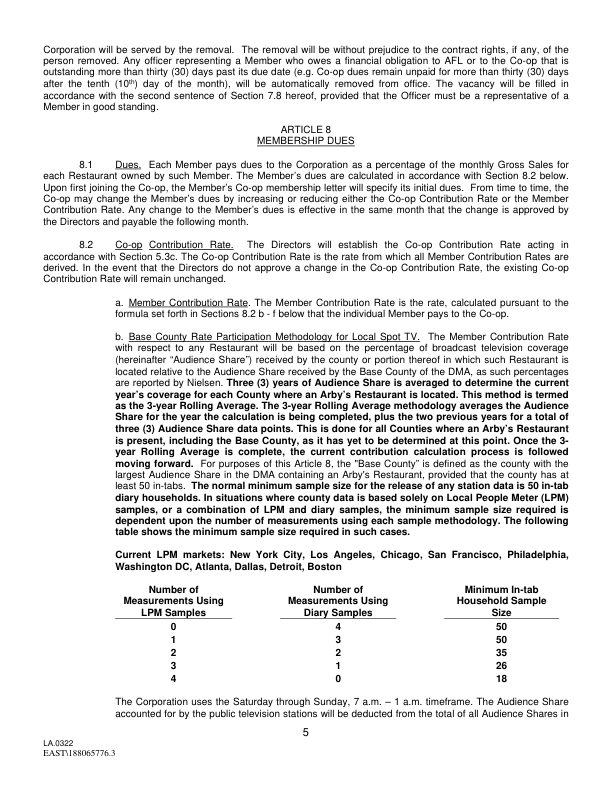 Corporation will be served by the removal. The removal will be without prejudice to the contract rights, if any, of the
person removed. Any officer representing a Member who owes a financial obligation to AFL or to the Co-op that is
outstanding more than thirty (30) days past its due date (e.g. Co-op dues remain unpaid for more than thirty (30) days
after the tenth (10th) day of the month), will be automatically removed from office. The vacancy will be filled in
accordance with the second sentence of Section 7.8 hereof, provided that the Officer must be a representative of a
Member in good standing.
ARTICLE 8
MEMBERSHIP DUES
8.1 Dues. Each Member pays dues to the Corporation as a percentage of the monthly Gross Sales for
each Restaurant owned by such Member. The Member's dues are calculated in accordance with Section 8.2 below.
Upon first joining the Co-op, the Member's Co-op membership letter will specify its initial dues. From time to time, the
Co-op may change the Member's dues by increasing or reducing either the Co-op Contribution Rate or the Member
Contribution Rate. Any change to the Member's dues is effective in the same month that the change is approved by
the Directors and payable the following month.
8.2 Co-op Contribution Rate. The Directors will establish the Co-op Contribution Rate acting in
accordance with Section 5.3c. The Co-op Contribution Rate is the rate from which all Member Contribution Rates are
derived. In the event that the Directors do not approve a change in the Co-op Contribution Rate, the existing Co-op
Contribution Rate will remain unchanged.
a. Member Contribution Rate. The Member Contribution Rate is the rate, calculated pursuant to the
formula set forth in Sections 8.2 b - f below that the individual Member pays to the Co-op.
b. Base County Rate Participation Methodology for Local Spot TV. The Member Contribution Rate
with respect to any Restaurant will be based on the percentage of broadcast television coverage
(hereinafter "Audience Share") received by the county or portion thereof in which such Restaurant is
located relative to the Audience Share received by the Base County of the DMA, as such percentages
are reported by Nielsen. Three (3) years of Audience Share is averaged to determine the current
year's coverage for each County where an Arby's Restaurant is located. This method is termed
as the 3-year Rolling Average. The 3-year Rolling Average methodology averages the Audience
Share for the year the calculation is being completed, plus the two previous years for a total of
three (3) Audience Share data points. This is done for all Counties where an Arby's Restaurant
is present, including the Base County, as it has yet to be determined at this point. Once the 3-
year Rolling Average is complete, the current contribution calculation process is followed
moving forward. For purposes of this Article 8, the "Base County" is defined as the county with the
largest Audience Share in the DMA containing an Arby's Restaurant, provided that the county has at
least 50 in-tabs. The normal minimum sample size for the release of any station data is 50 in-tab
diary households. In situations where county data is based solely on Local People Meter (LPM)
samples, or a combination of LPM and diary samples, the minimum sample size required is
dependent upon the number of measurements using each sample methodology. The following
table shows the minimum sample size required in such cases.
Current LPM markets: New York City, Los Angeles, Chicago, San Francisco, Philadelphia,
Washington DC, Atlanta, Dallas, Detroit, Boston
Number of Number of Minimum In-tab
Measurements Using Measurements Using Household Sample
LPM Samples Diary Samples Size
0 4 50
1 3 50
2 2 35
3 1 26
4 0 18
The Corporation uses the Saturday through Sunday, 7 a.m. – 1 a.m. timeframe. The Audience Share
accounted for by the public television stations will be deducted from the total of all Audience Shares in
5
LA.0322
EAST\188065776.3